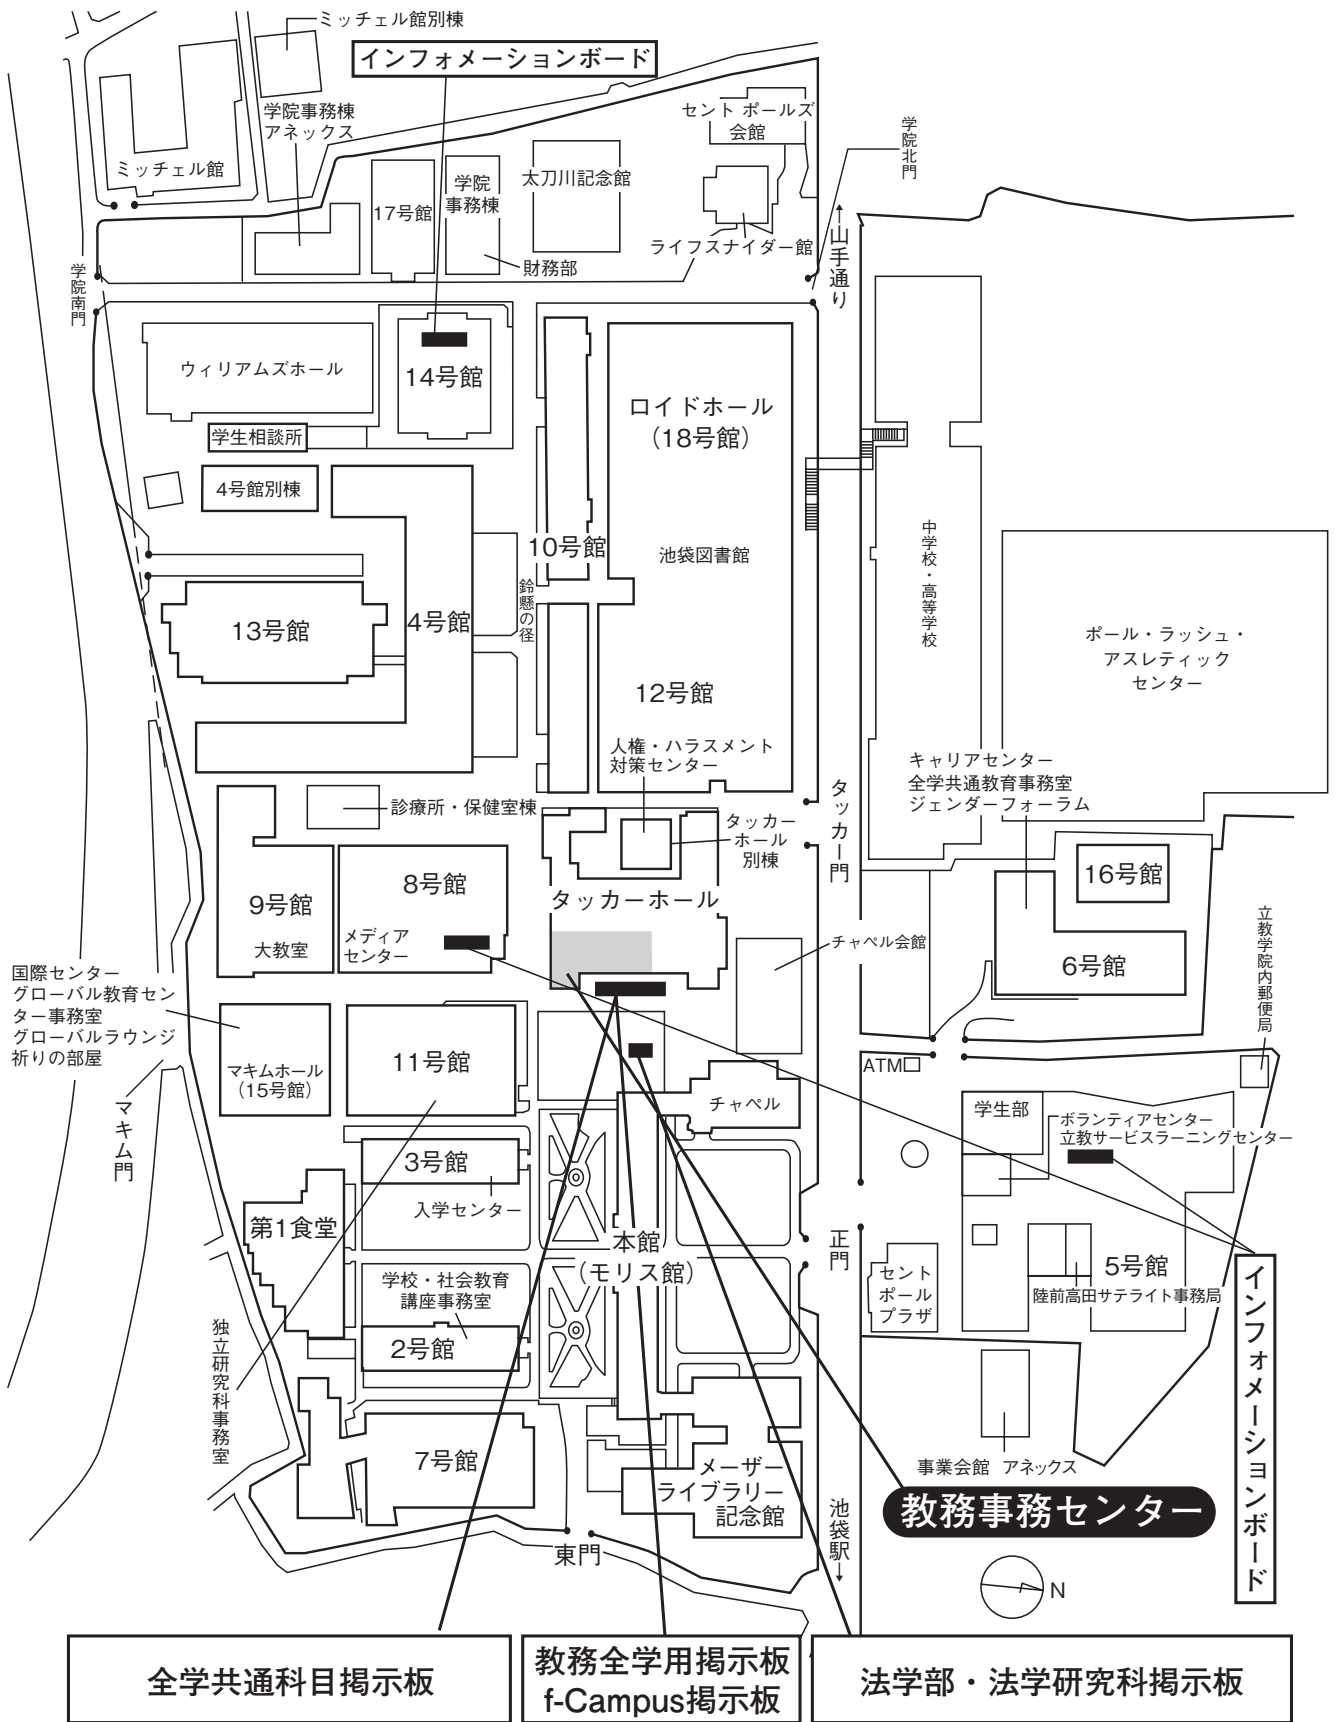 ミッチェル館別棟
インフォメーションボード
学院事務棟
アネックス
ミッチェル館
セント ポールズ
会館
学院北門
17号館
学院
事務棟
太刀川記念館
ライフスナイダー館
財務部
↑山手通り
学院南門
ウィリアムズホール
14号館
学生相談所
4号館別棟
ロイドホール
（18号館）
10号館
池袋図書館
鈴懸の径
中学校・高等学校
13号館
4号館
12号館
人権・ハラスメント
対策センター
ポール・ラッシュ・
アスレティック
センター
キャリアセンター
全学共通教育事務室
ジェンダーフォーラム
診療所・保健室棟
タッカー
ホール
別棟
タッカー門
9号館
大教室
8号館
メディア
センター
タッカーホール
チャペル会館
16号館
6号館
立教学院内郵便局
国際センター
グローバル教育セン
ター事務室
グローバルラウンジ
祈りの部屋
マキムホール
（15号館）
11号館
チャペル
ATM
学生部
ボランティアセンター
立教サービスラーニングセンター
マキム門
3号館
入学センター
第1食堂
本館
（モリス館）
正門
セント
ポール
プラザ
5号館
陸前高田サテライト事務局
インフォメーションボード
学校・社会教育
講座事務室
2号館
独立研究科事務室
7号館
メーザー
ライブラリー
記念館
事業会館 アネックス
教務事務センター
東門
池袋駅↓
N
全学共通科目掲示板
教務全学用掲示板
f-Campus掲示板
法学部・法学研究科掲示板